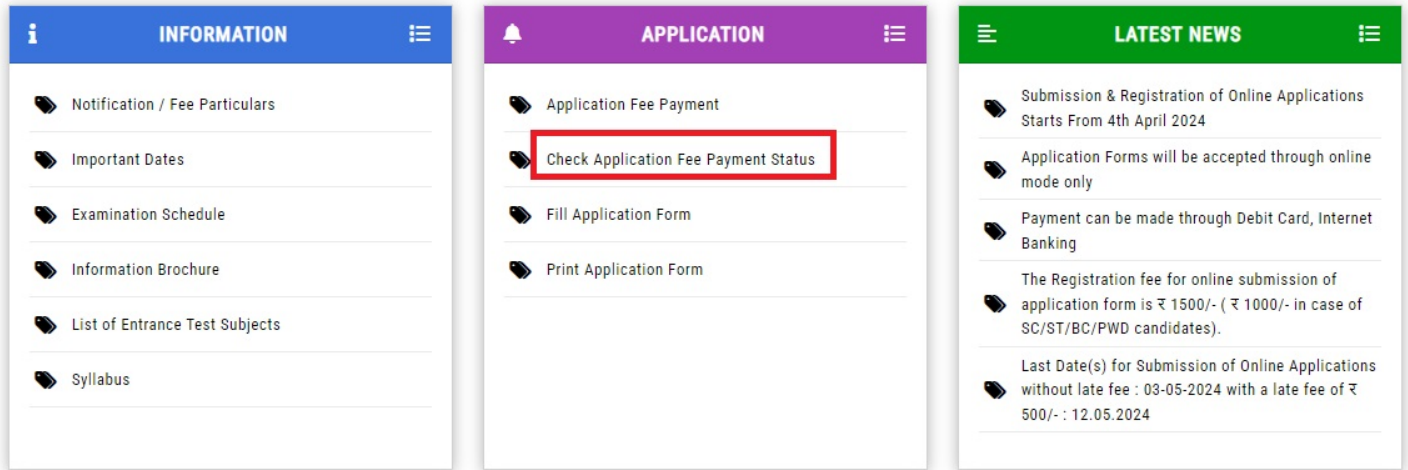 INFORMATION
Notification / Fee Particulars
Important Dates
Examination Schedule
Information Brochure
List of Entrance Test Subjects
Syllabus
APPLICATION
Application Fee Payment
Check Application Fee Payment Status
Fill Application Form
Print Application Form
LATEST NEWS
Submission & Registration of Online Applications
Starts From 4th April 2024
Application Forms will be accepted through online
mode only
Payment can be made through Debit Card, Internet
Banking
The Registration fee for online submission of
application form is ₹ 1500/- ( ₹ 1000/- in case of
SC/ST/BC/PWD candidates).
Last Date(s) for Submission of Online Applications
without late fee : 03-05-2024 with a late fee of ₹
500/- : 12.05.2024